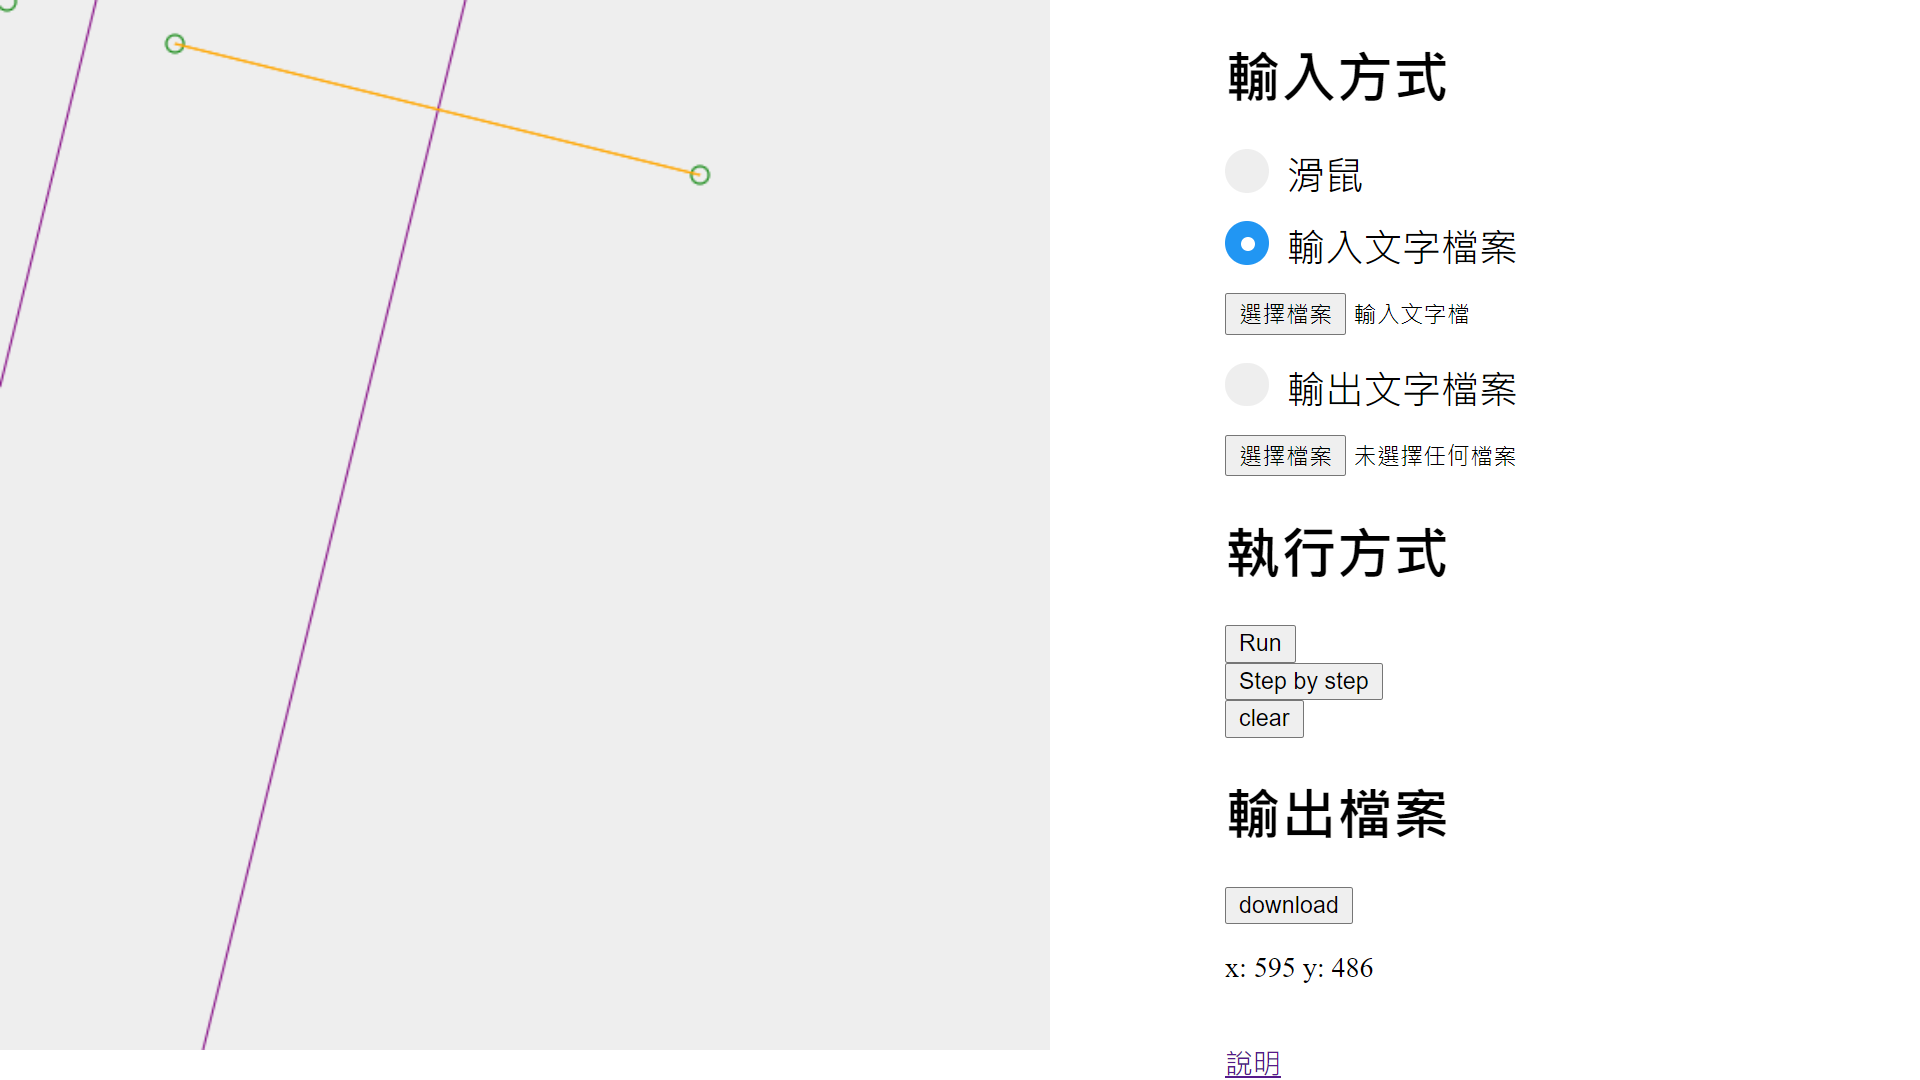 輸入方式
滑鼠
輸入文字檔案
選擇檔案 輸入文字檔
輸出文字檔案
選擇檔案 未選擇任何檔案
執行方式
Run
Step by step
clear
輸出檔案
download
x: 595 y: 486
說明